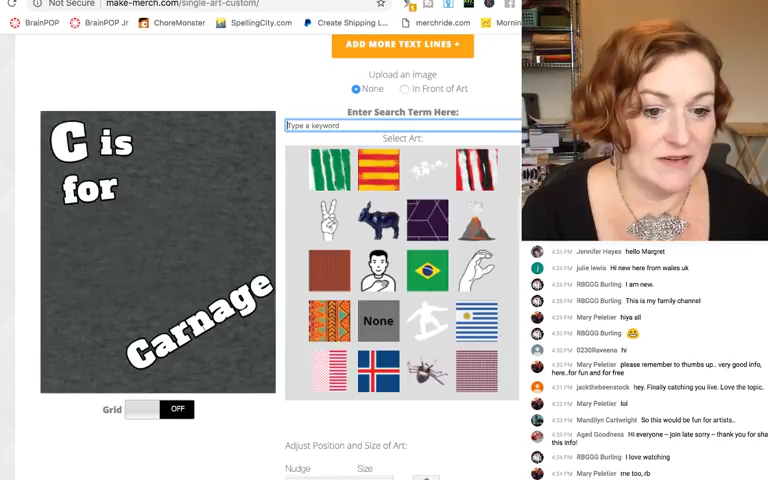 Not Secure | make-merch.com/single-art-custom/
BrainPOP
BrainPOP Jr
ChoreMonster
SpellingCity.com
Create Shipping L...
merchride.com
Mornin
ADD MORE TEXT LINES +
Upload an image
None
In Front of Art
Enter Search Term Here:
Type a keyword
Select Art:
C is
for
Carnage
None
Grid
OFF
Adjust Position and Size of Art:
Nudge
Size
4:25 PM Jennifer Hayes hello Margret
4:26 PM julie lewis Hi new here from wales uk
4:28 PM RBGGG Burling I am new.
4:28 PM RBGGG Burling This is my family channel
4:29 PM Mary Peletier hiya all
4:30 PM RBGGG Burling
4:30 PM 0230Raveena hi
Mary Peletier please remember to thumbs up.. very good info,
here..for fun and for free
4:31 PM jackthebeenstock hey. Finally catching you live. Love the topic.
4:32 PM Mary Peletier lol
4:33 PM Mandilyn Cartwright So this would be fun for artists..
4:33 PM Aged Goodness Hi everyone -- join late sorry -- thank you for sha
this info!
4:34 PM RBGGG Burling I love watching
4:34 PM Mary Peletier me too, rb